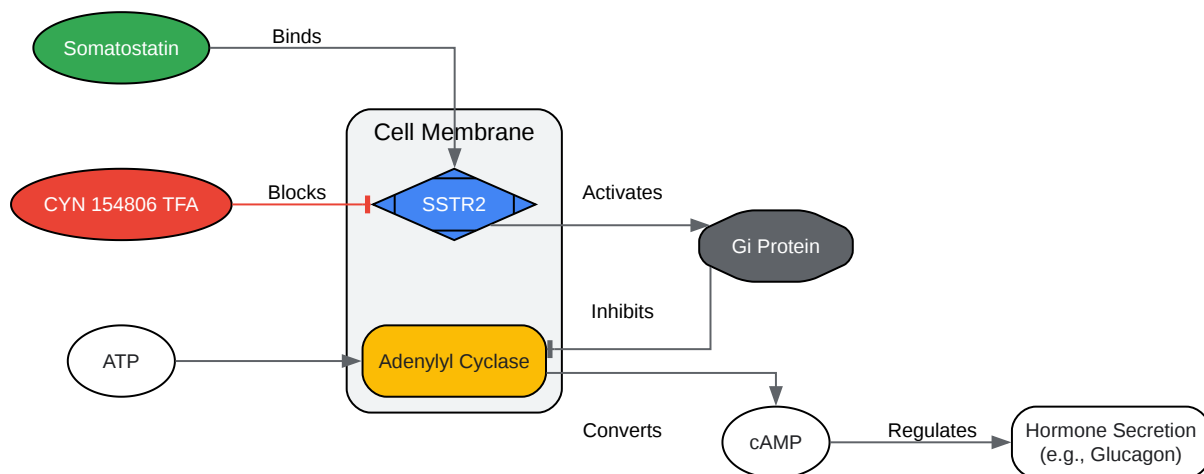 Somatostatin
Binds
Cell Membrane
CYN 154806 TFA
Blocks
SSTR2
Activates
Gi Protein
Inhibits
ATP
Adenylyl Cyclase
Converts
cAMP
Regulates
Hormone Secretion
(e.g., Glucagon)